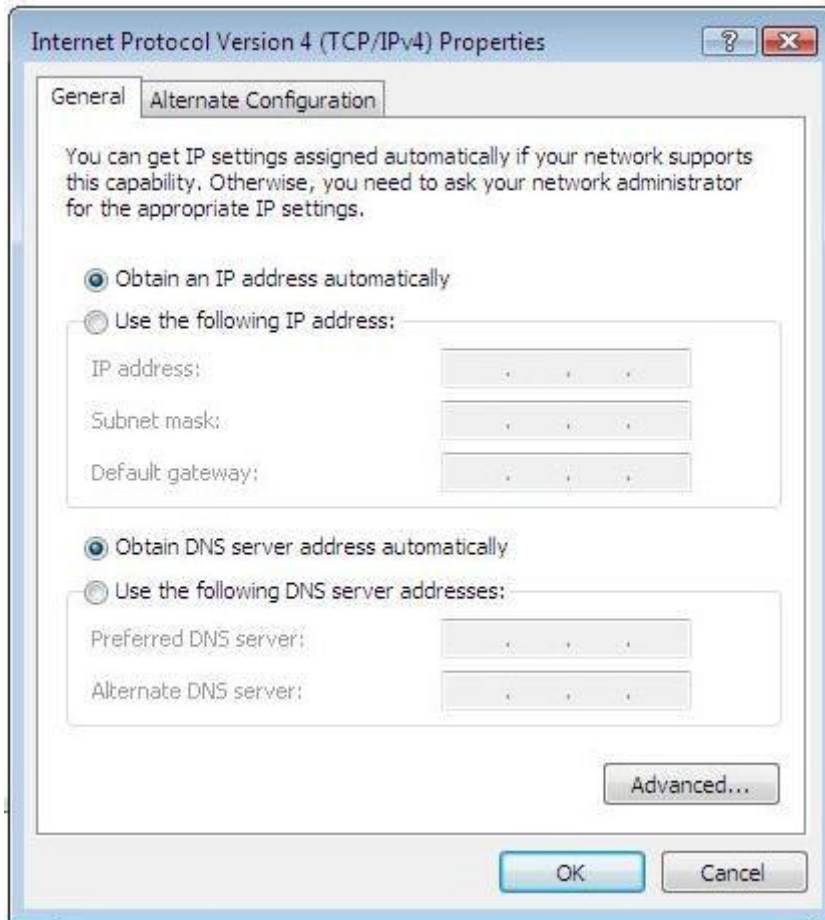 Internet Protocol Version 4 (TCP/IPv4) Properties
General
Alternate Configuration
You can get IP settings assigned automatically if your network supports
this capability. Otherwise, you need to ask your network administrator
for the appropriate IP settings.
Obtain an IP address automatically
Use the following IP address:
IP address:
Subnet mask:
Default gateway:
Obtain DNS server address automatically
Use the following DNS server addresses:
Preferred DNS server:
Alternate DNS server:
Advanced...
OK
Cancel